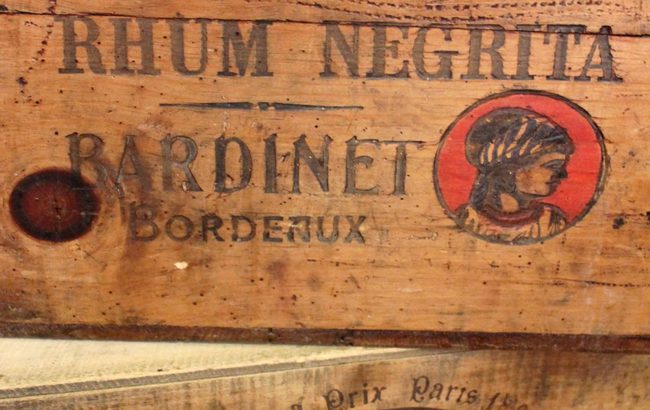 RHUM NEGRITA
BARDINET
BORDEAUX
Prix Paris